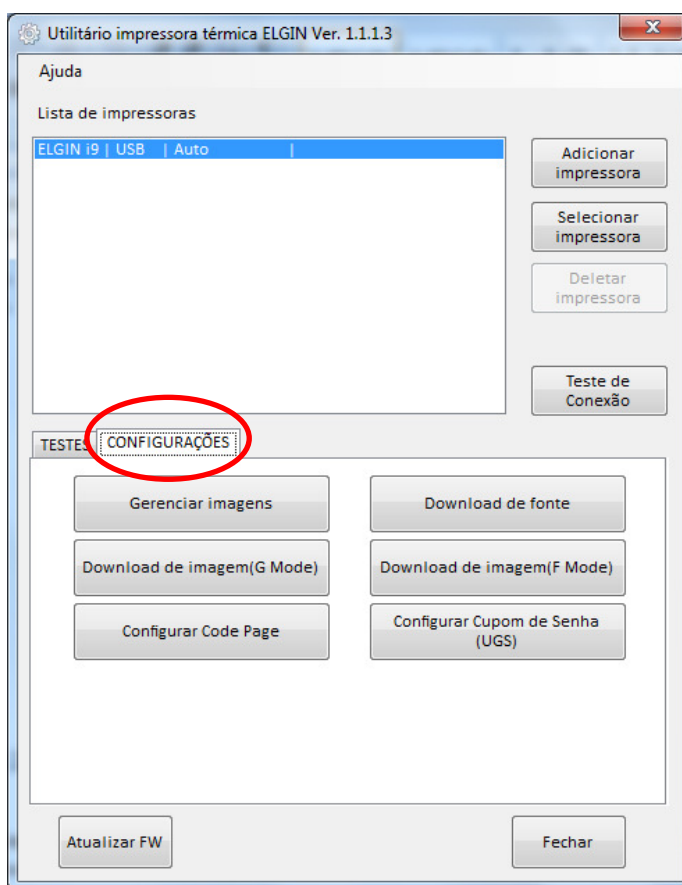 Utilitário impressora térmica ELGIN Ver. 1.1.1.3
x
Ajuda
Lista de impressoras
ELGIN i9 | USB | Auto |
Adicionar
impressora
Selecionar
impressora
Deletar
impressora
Teste de
Conexão
TESTES CONFIGURAÇÕES
Gerenciar imagens
Download de fonte
Download de imagem(G Mode)
Download de imagem(F Mode)
Configurar Code Page
Configurar Cupom de Senha
(UGS)
Atualizar FW
Fechar